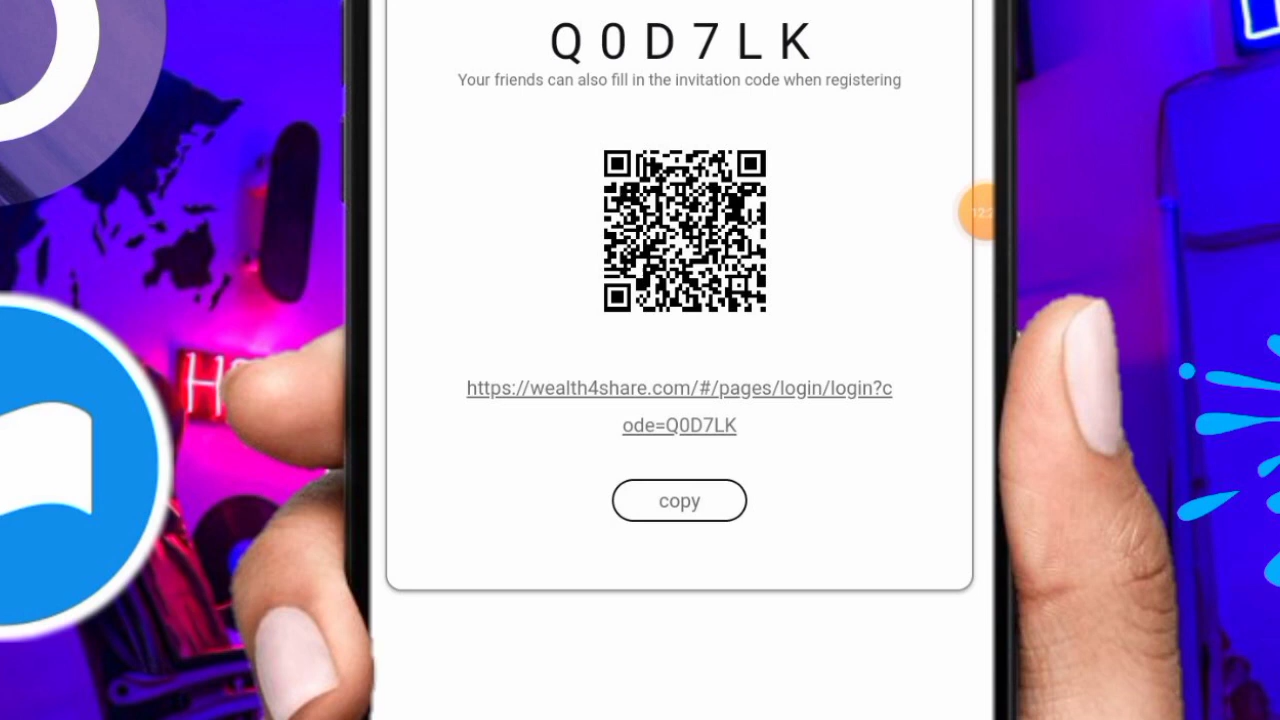 Q0D7LK
Your friends can also fill in the invitation code when registering
https://wealth4share.com/#/pages/login/login?c
ode=Q0D7LK
copy